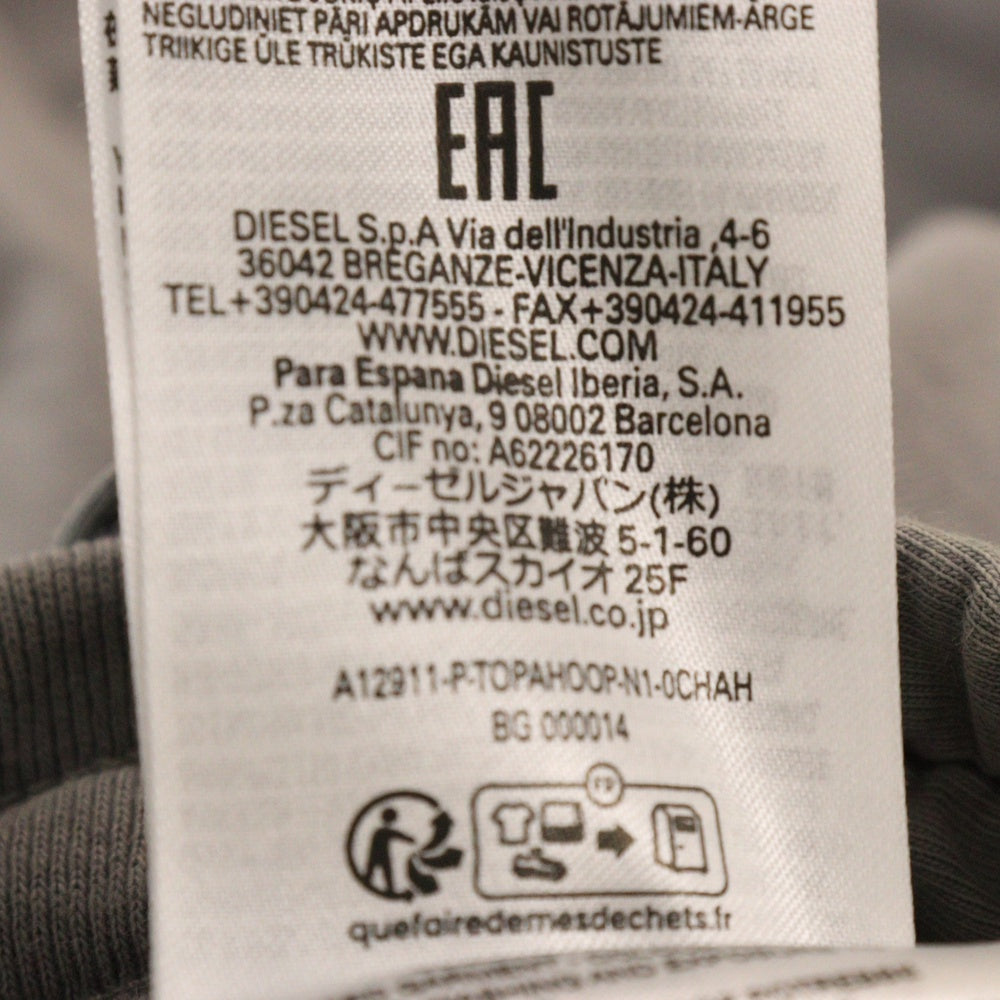 NEGLUDINIET PĀRI APDRUKĀM VAI ROTĀJUMIEM-ÄRGE
TRIIKIGE ÜLE TRÜKISTE EGA KAUNISTUSTE
EAC
DIESEL S.p.A Via dell'Industria ,4-6
36042 BREGANZE-VICENZA-ITALY
TEL+390424-477555 - FAX+390424-411955
WWW.DIESEL.COM
Para Espana Diesel Iberia, S.A.
P.za Catalunya, 9 08002 Barcelona
CIF no: A62226170
ディーゼルジャパン(株)
大阪市中央区難波 5-1-60
なんばスカイオ 25F
www.diesel.co.jp
A12911-P-TOPAHOOP-N1-0CHAH
BG 000014
quefairedemesdechets.fr